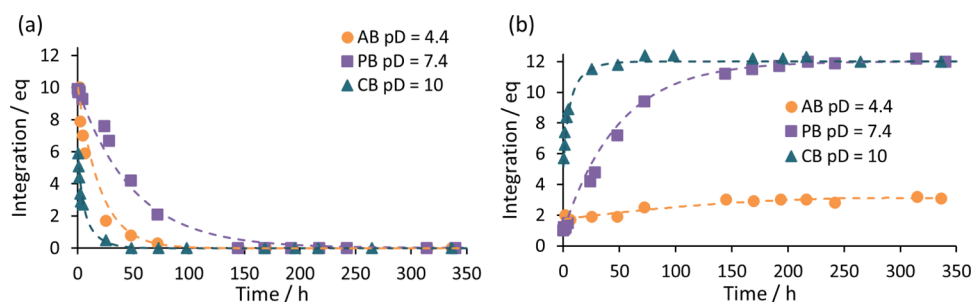 (a)
AB pD = 4.4
PB pD = 7.4
CB pD = 10
Integration / eq
12
10
8
6
4
2
0
0 50 100 150 200 250 300 350
Time / h
(b)
Integration / eq
14
12
10
8
6
4
2
0
AB pD = 4.4
PB pD = 7.4
CB pD = 10
0 50 100 150 200 250 300 350
Time / h